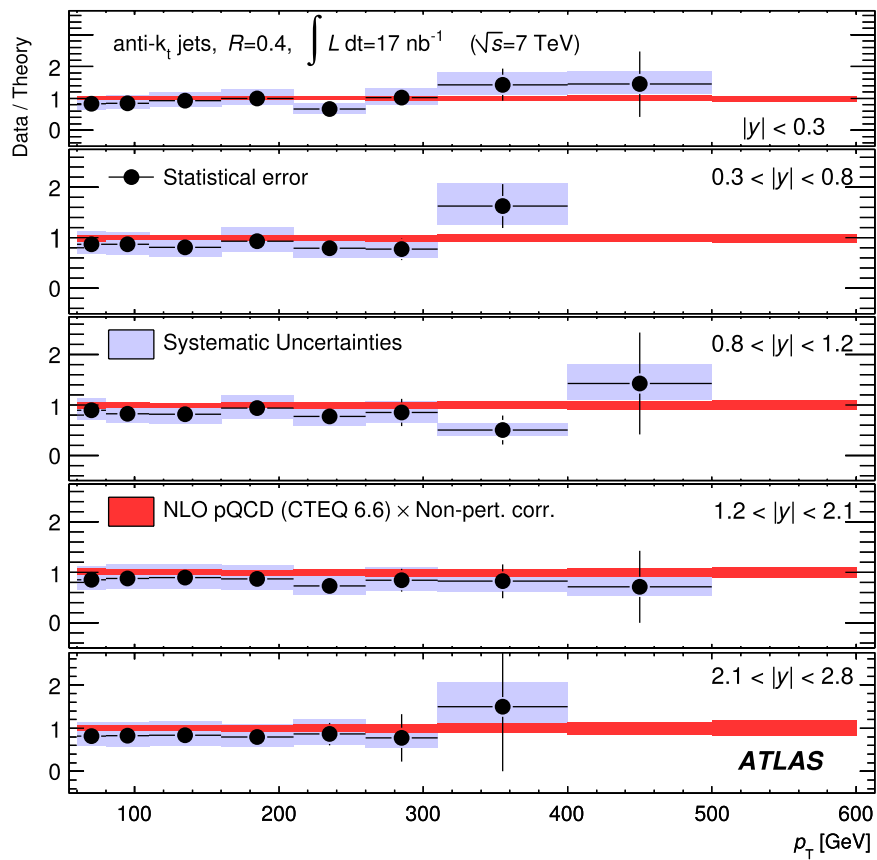 Data / Theory
anti-kt jets, R=0.4, ∫ L dt=17 nb-1 (√s=7 TeV)
2
1
0
|y| < 0.3
Statistical error
0.3 < |y| < 0.8
2
1
0
Systematic Uncertainties
0.8 < |y| < 1.2
2
1
0
NLO pQCD (CTEQ 6.6) × Non-pert. corr.
1.2 < |y| < 2.1
2
1
0
2.1 < |y| < 2.8
2
1
0
ATLAS
100 200 300 400 500 600
pT [GeV]